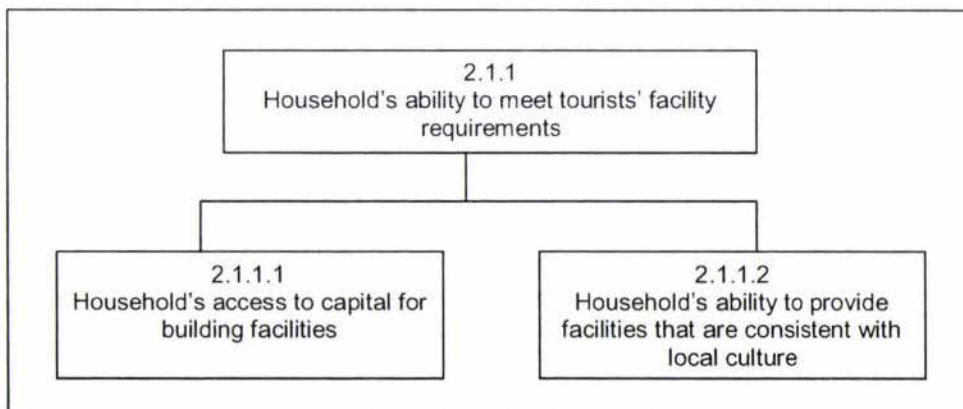 2.1.1
Household's ability to meet tourists' facility
requirements
2.1.1.1
Household's access to capital for
building facilities
2.1.1.2
Household's ability to provide
facilities that are consistent with
local culture